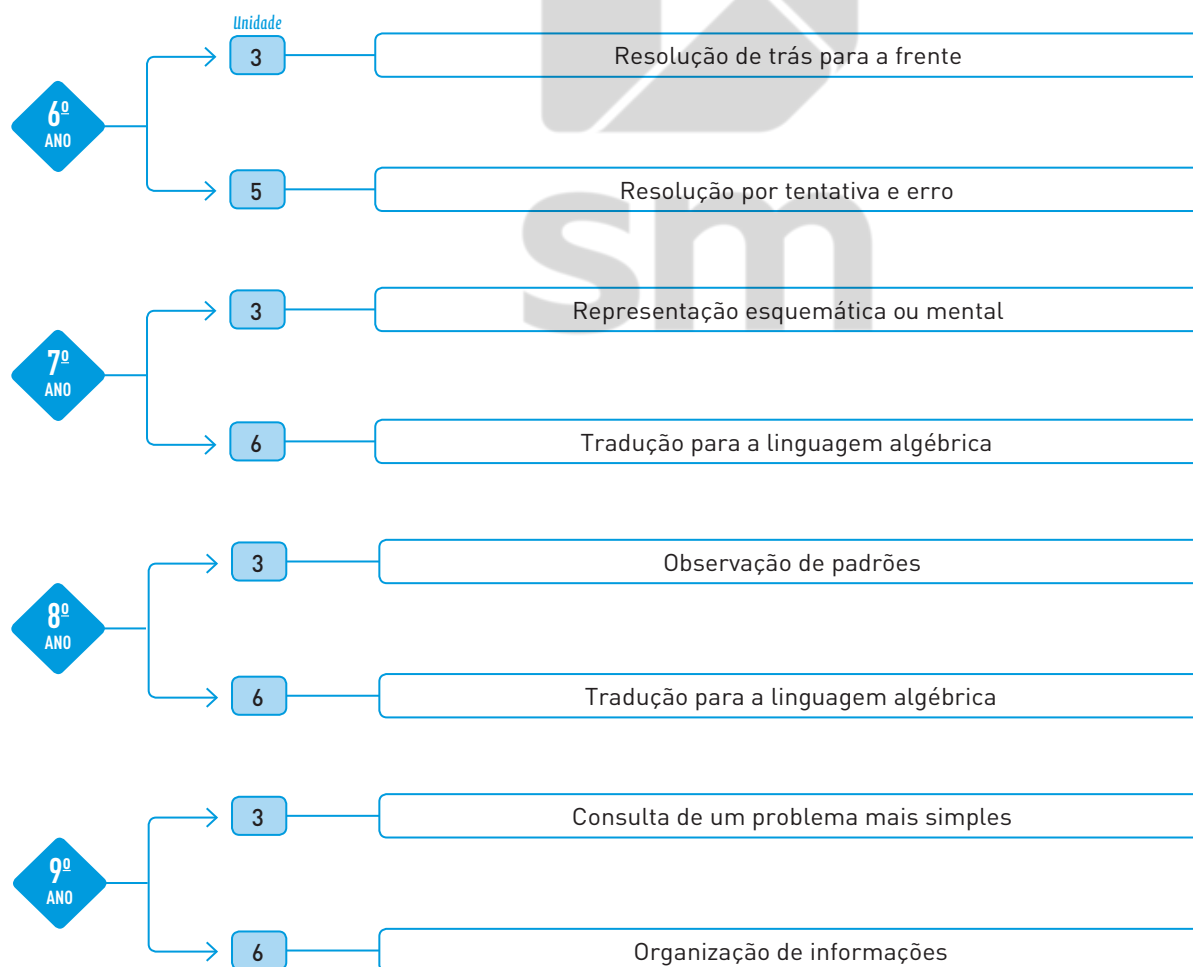 Unidade
6º
ANO
3
Resolução de trás para a frente
5
Resolução por tentativa e erro
sm
7º
ANO
3
Representação esquemática ou mental
6
Tradução para a linguagem algébrica
8º
ANO
3
Observação de padrões
6
Tradução para a linguagem algébrica
9º
ANO
3
Consulta de um problema mais simples
6
Organização de informações